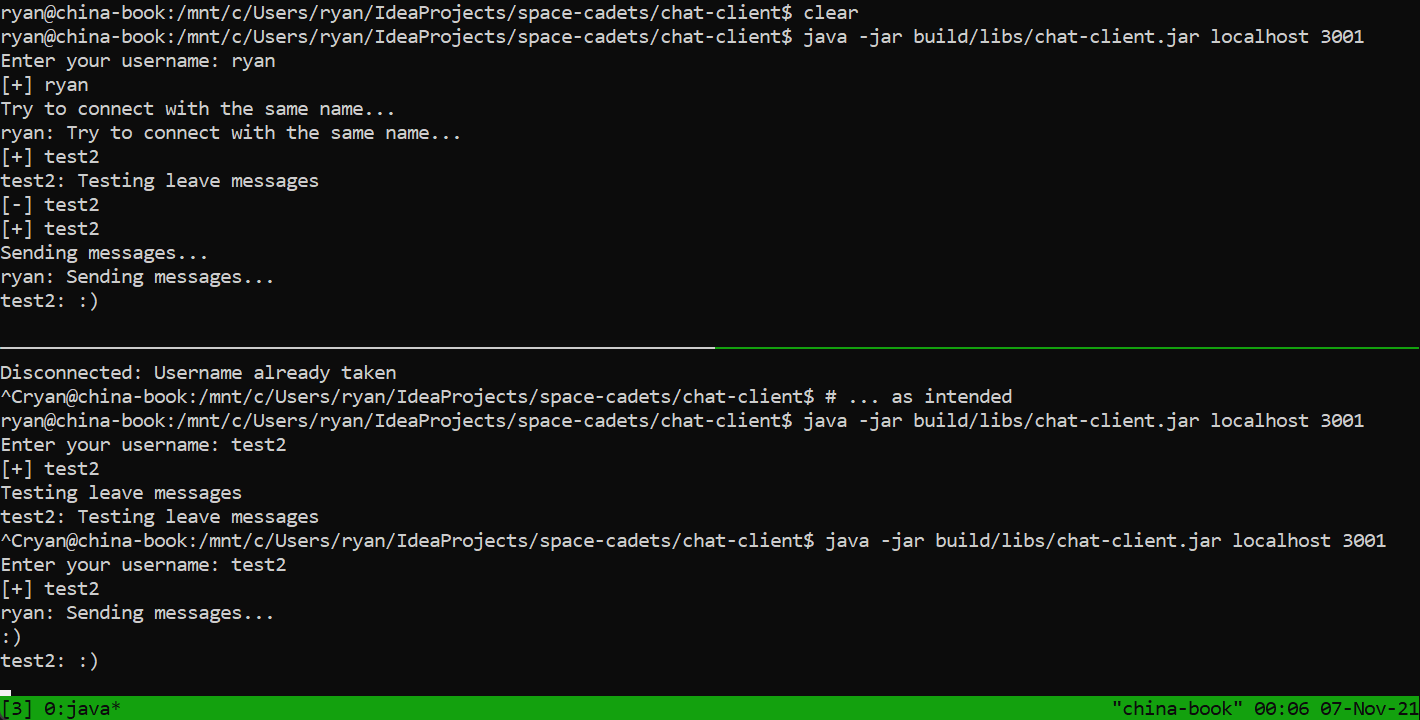 ryan@china-book:/mnt/c/Users/ryan/IdeaProjects/space-cadets/chat-client$ clear
ryan@china-book:/mnt/c/Users/ryan/IdeaProjects/space-cadets/chat-client$ java -jar build/libs/chat-client.jar localhost 3001
Enter your username: ryan
[+] ryan
Try to connect with the same name...
ryan: Try to connect with the same name...
[+] test2
test2: Testing leave messages
[-] test2
[+] test2
Sending messages...
ryan: Sending messages...
test2: :)
Disconnected: Username already taken
^Cryan@china-book:/mnt/c/Users/ryan/IdeaProjects/space-cadets/chat-client$ # ... as intended
ryan@china-book:/mnt/c/Users/ryan/IdeaProjects/space-cadets/chat-client$ java -jar build/libs/chat-client.jar localhost 3001
Enter your username: test2
[+] test2
Testing leave messages
test2: Testing leave messages
^Cryan@china-book:/mnt/c/Users/ryan/IdeaProjects/space-cadets/chat-client$ java -jar build/libs/chat-client.jar localhost 3001
Enter your username: test2
[+] test2
ryan: Sending messages...
:)
test2: :)
[3] 0:java* "china-book" 00:06 07-Nov-21